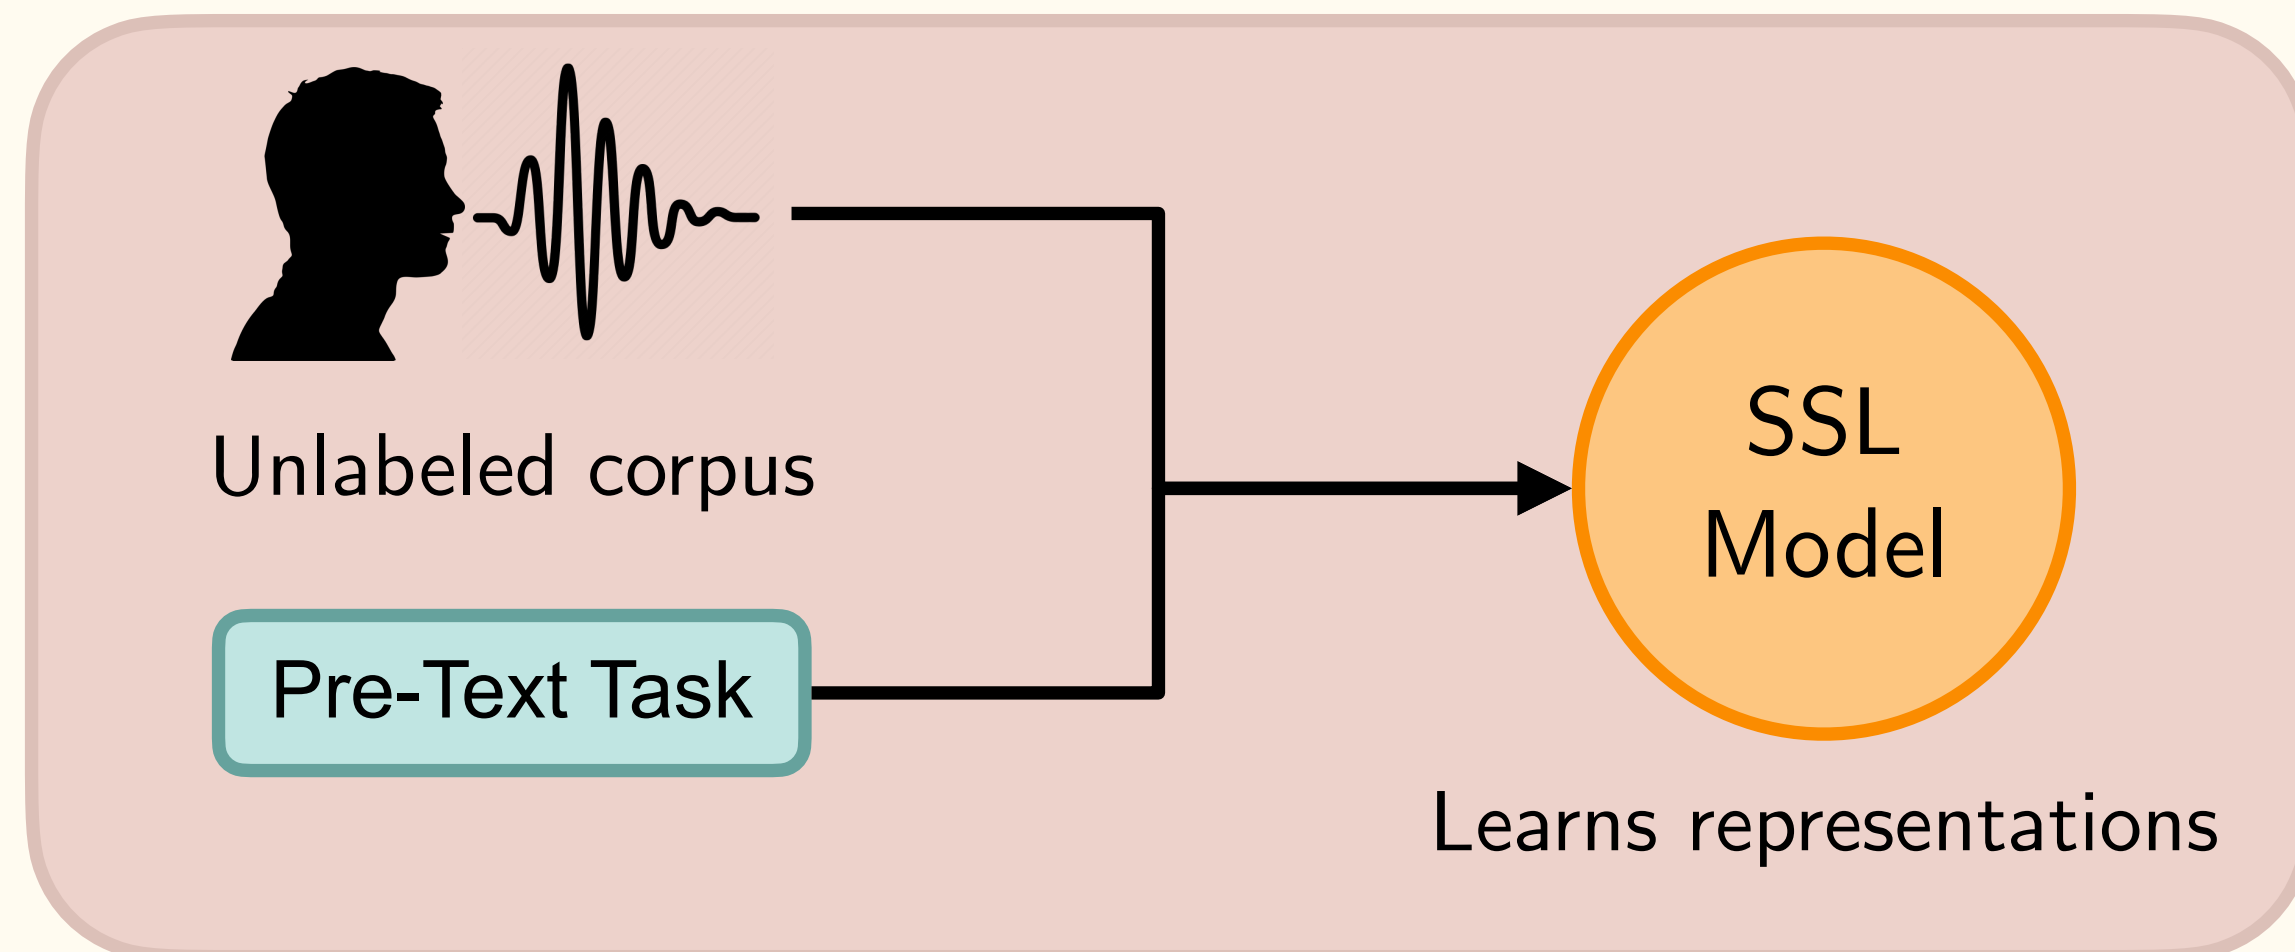 Unlabeled corpus
Pre-Text Task
SSL
Model
Learns representations